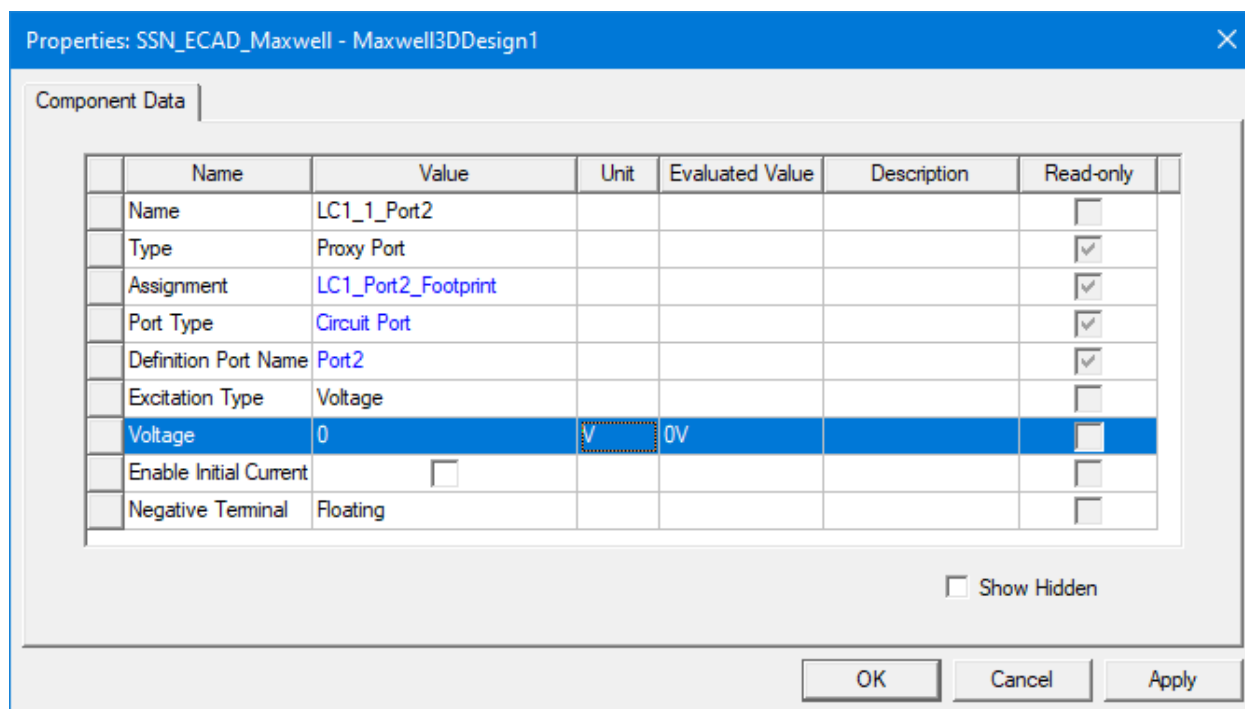 Properties: SSN_ECAD_Maxwell - Maxwell3DDesign1
Component Data
Name Value Unit Evaluated Value Description Read-only
Name LC1_1_Port2
Type Proxy Port
Assignment LC1_Port2_Footprint
Port Type Circuit Port
Definition Port Name Port2
Excitation Type Voltage
Voltage 0 V 0V
Enable Initial Current
Negative Terminal Floating
Show Hidden
OK Cancel Apply